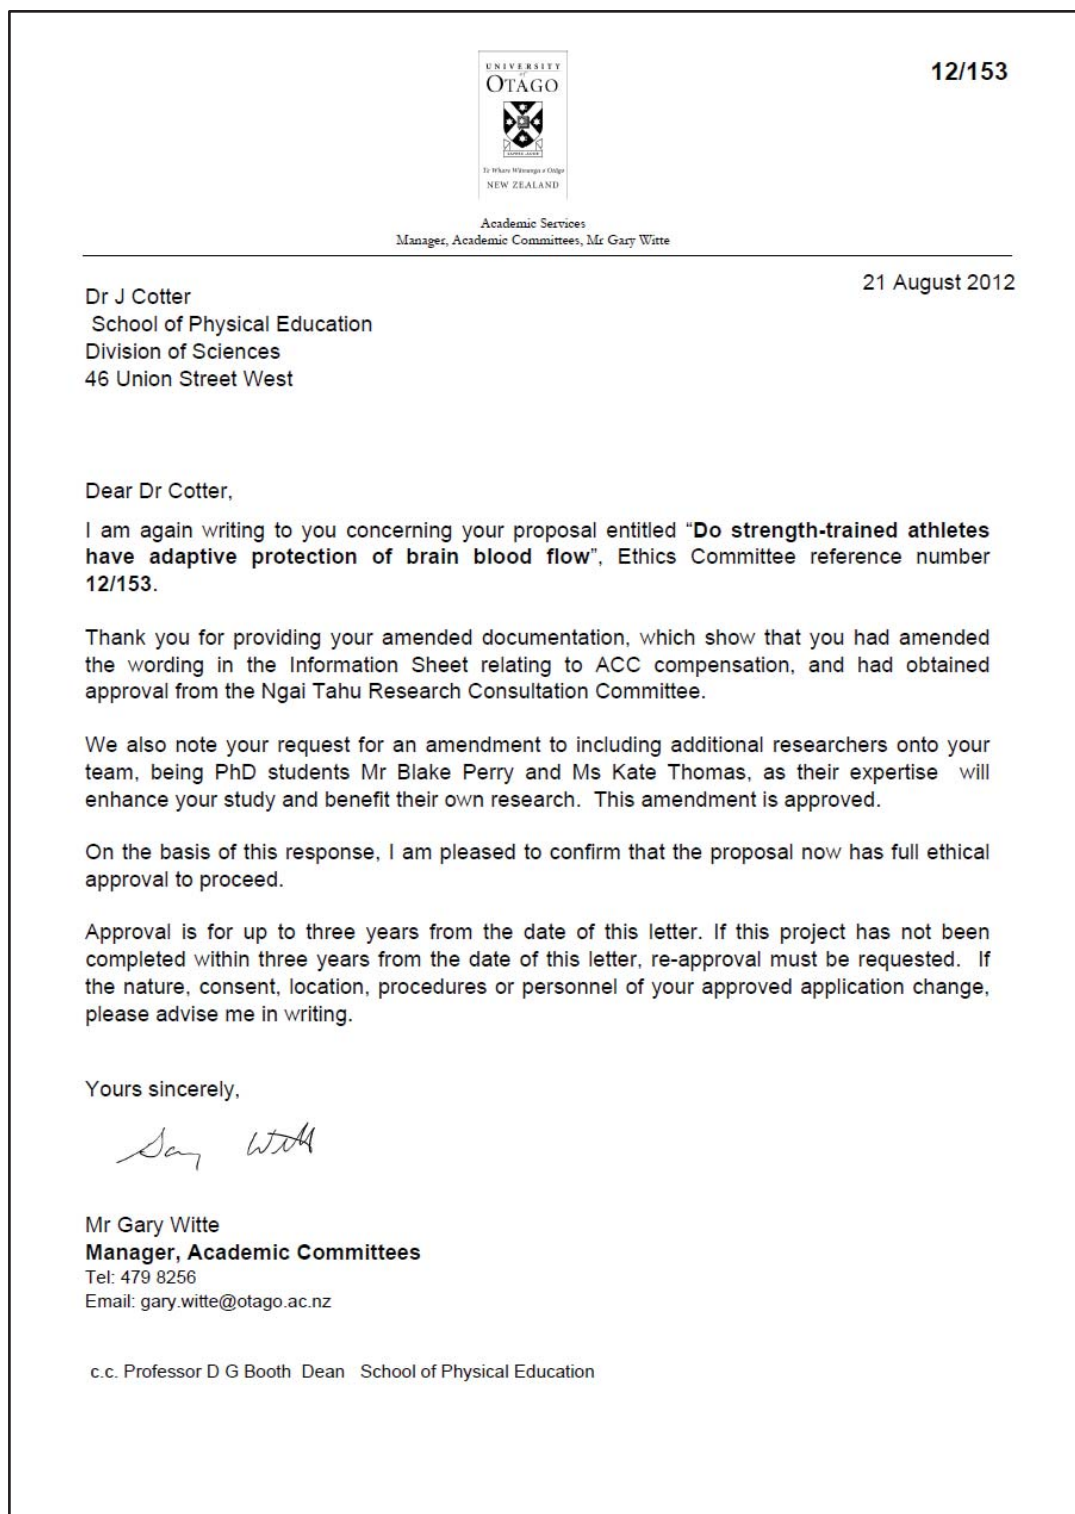 12/153
UNIVERSITY
of
OTAGO
SAPERE AUDE
Te Whare Wānanga o Otāgo
NEW ZEALAND
Academic Services
Manager, Academic Committees, Mr Gary Witte
21 August 2012
Dr J Cotter
School of Physical Education
Division of Sciences
46 Union Street West
Dear Dr Cotter,
I am again writing to you concerning your proposal entitled “Do strength-trained athletes
have adaptive protection of brain blood flow”, Ethics Committee reference number
12/153.
Thank you for providing your amended documentation, which show that you had amended
the wording in the Information Sheet relating to ACC compensation, and had obtained
approval from the Ngai Tahu Research Consultation Committee.
We also note your request for an amendment to including additional researchers onto your
team, being PhD students Mr Blake Perry and Ms Kate Thomas, as their expertise will
enhance your study and benefit their own research. This amendment is approved.
On the basis of this response, I am pleased to confirm that the proposal now has full ethical
approval to proceed.
Approval is for up to three years from the date of this letter. If this project has not been
completed within three years from the date of this letter, re-approval must be requested. If
the nature, consent, location, procedures or personnel of your approved application change,
please advise me in writing.
Yours sincerely,
Gary Witte
Mr Gary Witte
Manager, Academic Committees
Tel: 479 8256
Email: gary.witte@otago.ac.nz
c.c. Professor D G Booth Dean School of Physical Education